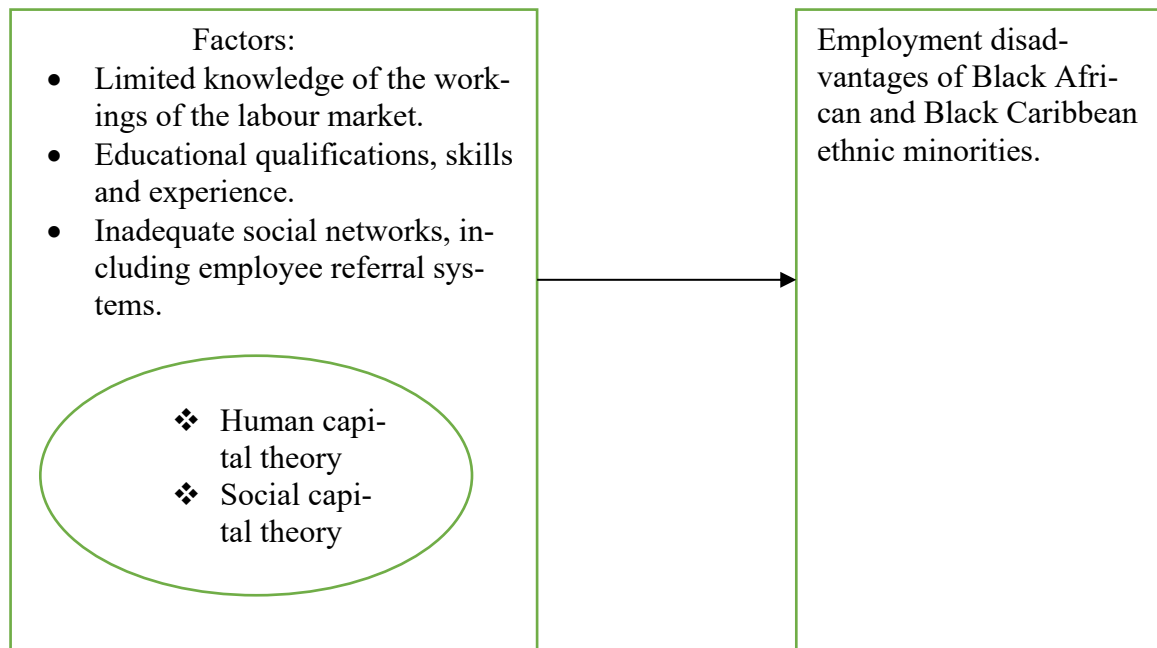 Factors:
• Limited knowledge of the work-
ings of the labour market.
• Educational qualifications, skills
and experience.
• Inadequate social networks, in-
cluding employee referral sys-
tems.
❖ Human capi-
tal theory
❖ Social capi-
tal theory
Employment disad-
vantages of Black Afri-
can and Black Caribbean
ethnic minorities.